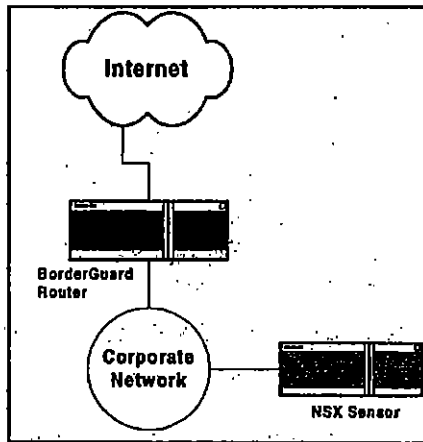 Internet
BorderGuard
Router
Corporate
Network
NSX Sensor